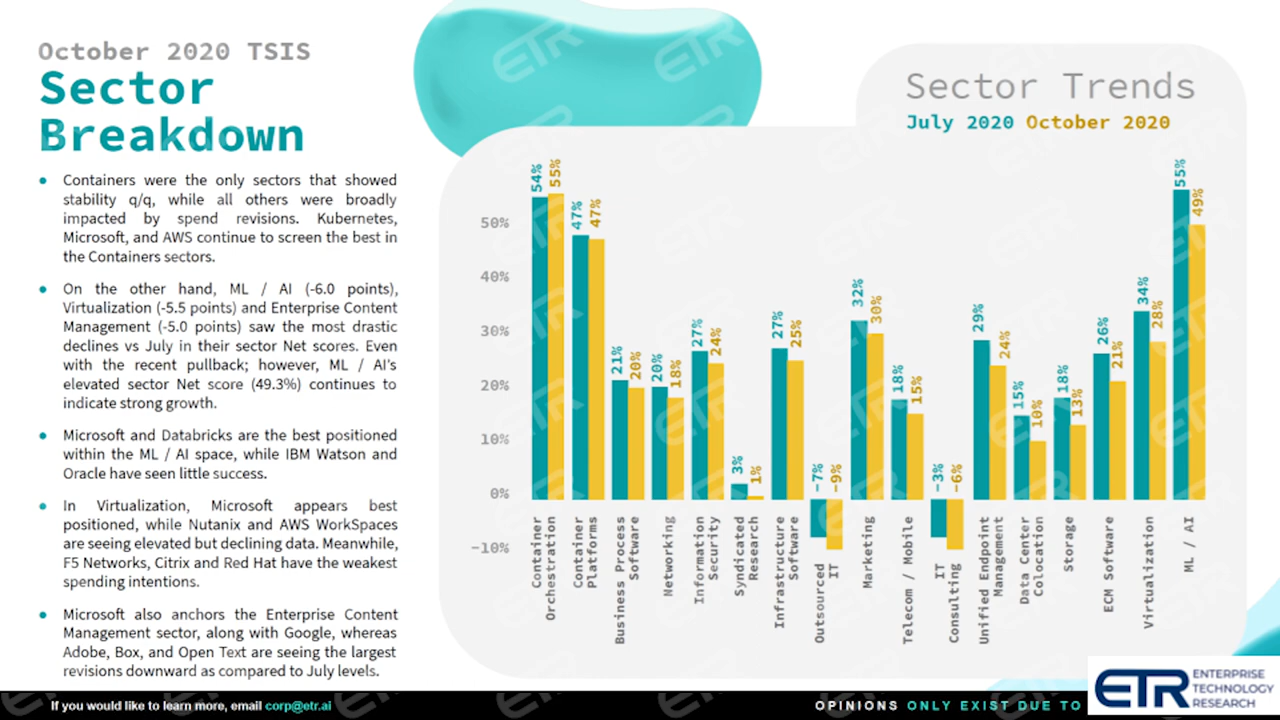 October 2020 TSIS
Sector
Breakdown
Containers were the only sectors that showed
stability q/q, while all others were broadly
impacted by spend revisions. Kubernetes,
Microsoft, and AWS continue to screen the best in
the Containers sectors.
On the other hand, ML / AI (-6.0 points),
Virtualization (-5.5 points) and Enterprise Content
Management (-5.0 points) saw the most drastic
declines vs July in their sector Net scores. Even
with the recent pullback; however, ML / AI's
elevated sector Net score (49.3%) continues to
indicate strong growth.
Microsoft and Databricks are the best positioned
within the ML / AI space, while IBM Watson and
Oracle have seen little success.
In Virtualization, Microsoft appears best
positioned, while Nutanix and AWS WorkSpaces
are seeing elevated but declining data. Meanwhile,
F5 Networks, Citrix and Red Hat have the weakest
spending intentions.
Microsoft also anchors the Enterprise Content
Management sector, along with Google, whereas
Adobe, Box, and Open Text are seeing the largest
revisions downward as compared to July levels.
Sector Trends
July 2020 October 2020
50%
40%
30%
20%
10%
0%
-10%
54% 55%
47% 47%
21% 20%
20% 18%
27% 24%
3% 1%
27% 25%
-7% -9%
32% 30%
18% 15%
-3% -6%
29% 24%
15% 10%
18% 13%
26% 21%
34% 28%
55% 49%
Container
Orchestration
Container
Platforms
Business Process
Software
Networking
Information
Security
Syndicated
Research
Infrastructure
Software
Outsourced
IT
Marketing
Telecom / Mobile
IT
Consulting
Unified Endpoint
Management
Data Center
Colocation
Storage
ECM Software
Virtualization
ML / AI
If you would like to learn more, email corp@etr.ai
OPINIONS ONLY EXIST DUE TO
ETR ENTERPRISE
TECHNOLOGY
RESEARCH